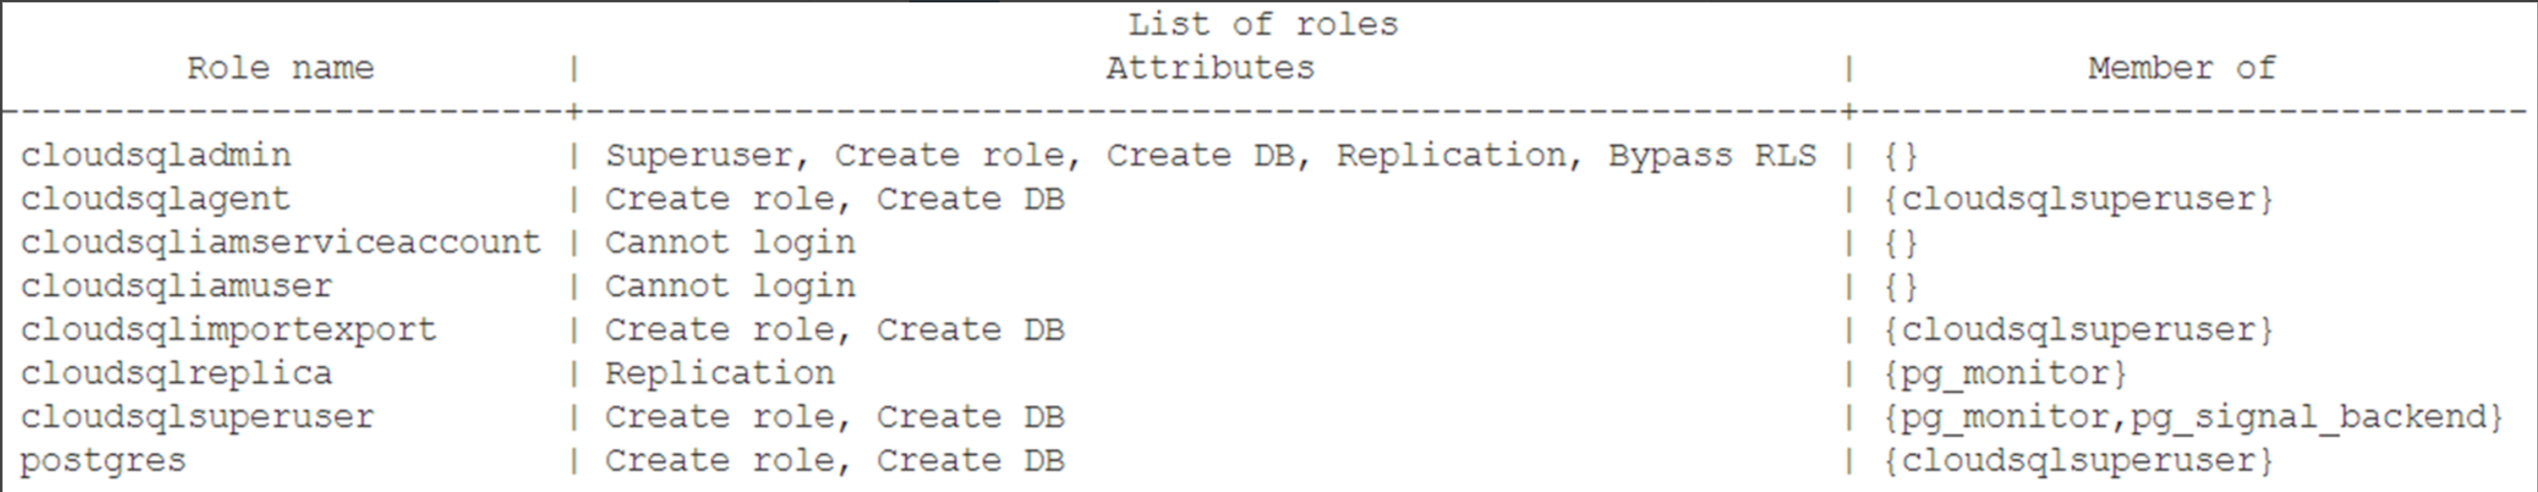 List of roles
Role name | Attributes | Member of
---------------------------+------------------------------------------------------------+--------------------------------
cloudsqladmin | Superuser, Create role, Create DB, Replication, Bypass RLS | {}
cloudsqlagent | Create role, Create DB | {cloudsqlsuperuser}
cloudsqliamserviceaccount | Cannot login | {}
cloudsqliamuser | Cannot login | {}
cloudsqlimportexport | Create role, Create DB | {cloudsqlsuperuser}
cloudsqlreplica | Replication | {pg_monitor}
cloudsqlsuperuser | Create role, Create DB | {pg_monitor,pg_signal_backend}
postgres | Create role, Create DB | {cloudsqlsuperuser}